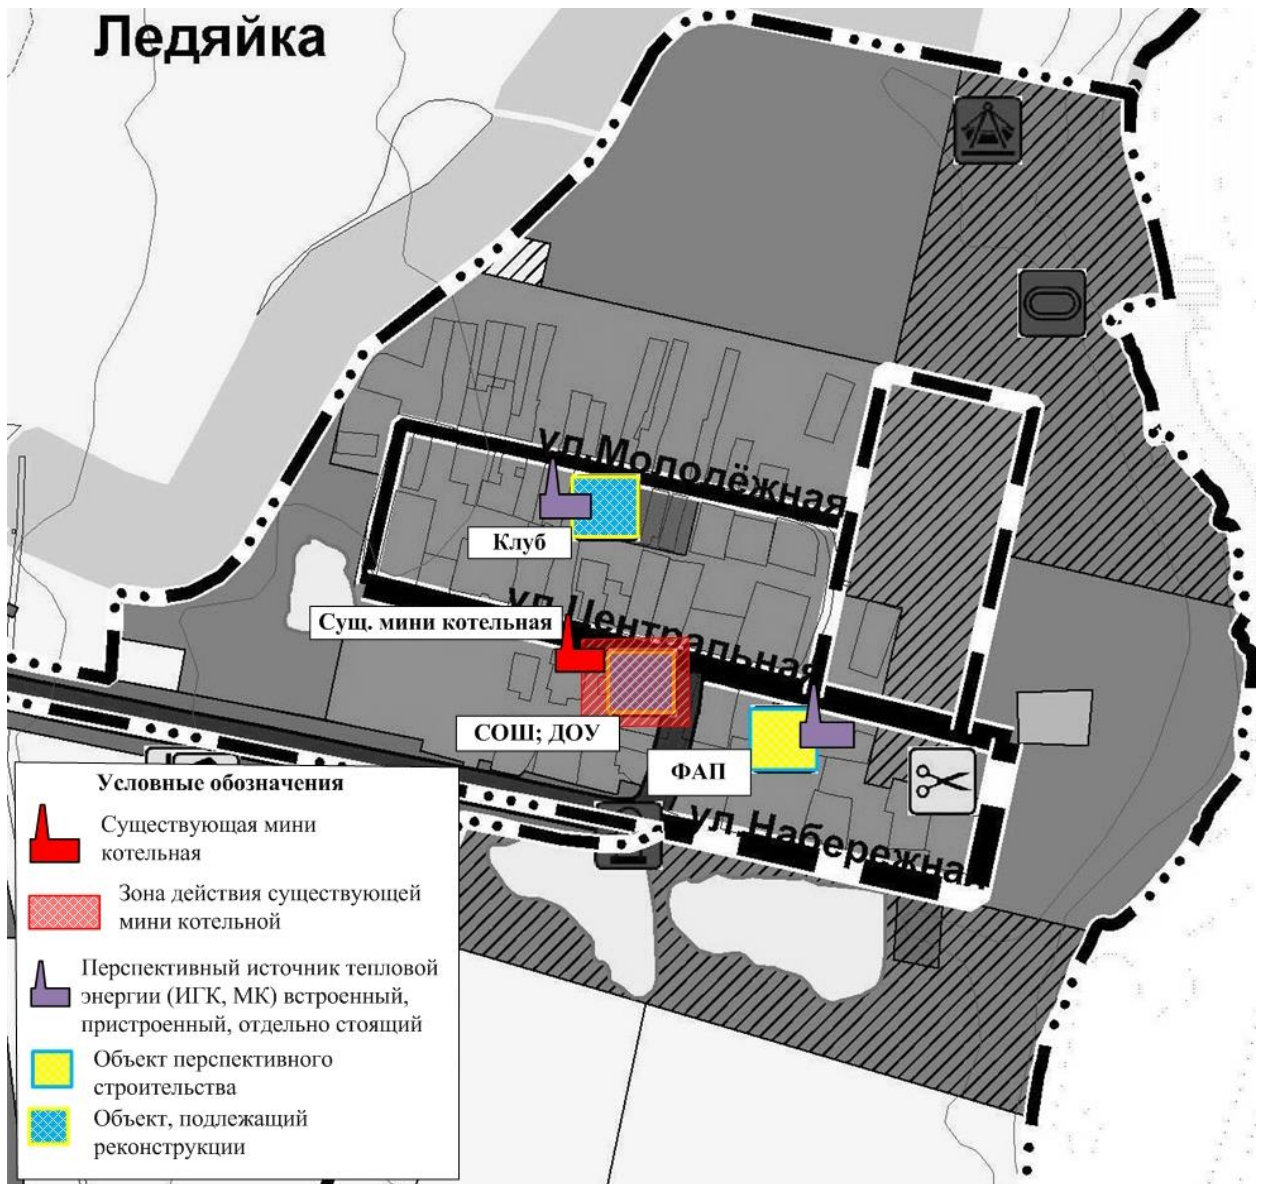 Ледяйка
ул.Мополёжная
Клуб
ул.Центральная
Сущ. мини котельная
СОШ; ДОУ
ФАП
ул.Набережная
Условные обозначения
Существующая мини
котельная
Зона действия существующей
мини котельной
Перспективный источник тепловой
энергии (ИГК, МК) встроенный,
пристроенный, отдельно стоящий
Объект перспективного
строительства
Объект, подлежащий
реконструкции